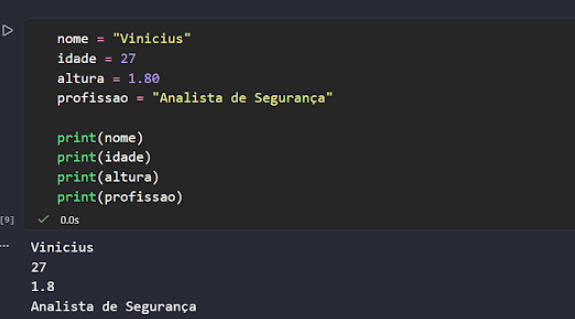 nome = "Vinicius"
idade = 27
altura = 1.80
profissao = "Analista de Segurança"
print(nome)
print(idade)
print(altura)
print(profissao)
[9] ✓ 0.0s
... Vinicius
27
1.8
Analista de Segurança